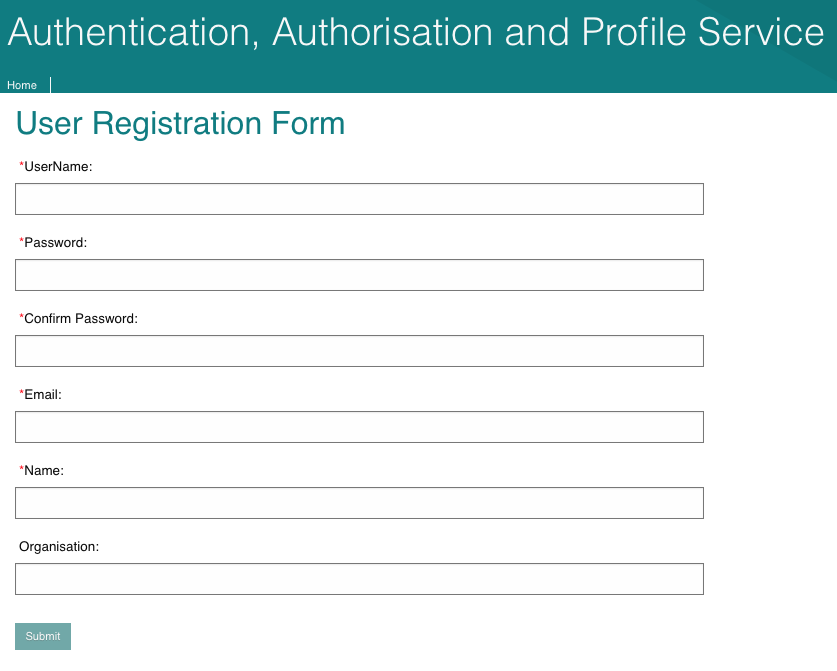 Authentication, Authorisation and Profile Service
Home
User Registration Form
*UserName:
*Password:
*Confirm Password:
*Email:
*Name:
Organisation:
Submit